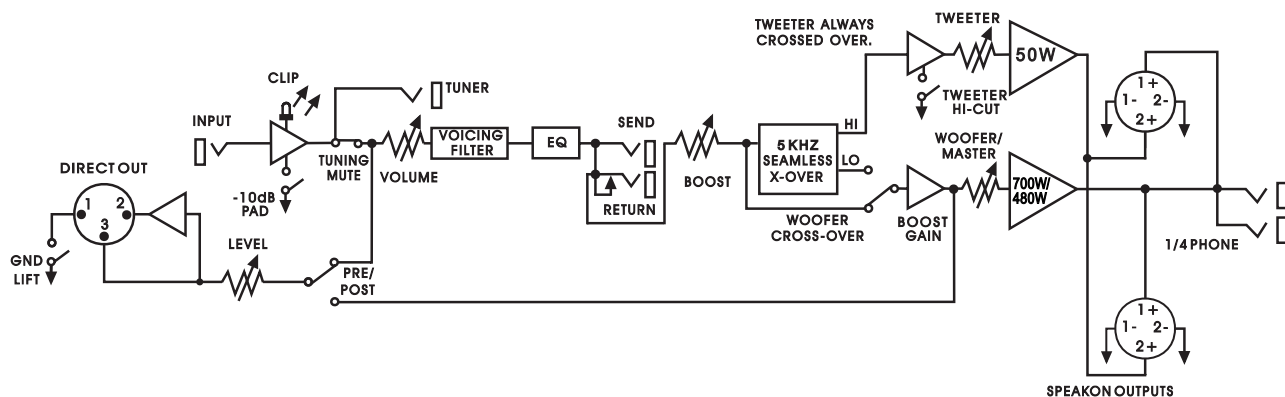 TWEETER ALWAYS
CROSSED OVER.
TWEETER
50W
TWEETER
HI-CUT
CLIP
TUNER
INPUT
TUNING
MUTE
VOLUME
VOICING
FILTER
EQ
SEND
RETURN
BOOST
5 KHZ
SEAMLESS
X-OVER
HI
LO
WOOFER
CROSS-OVER
BOOST
GAIN
WOOFER/
MASTER
700W/
480W
1+
1- 2-
2+
1/4 PHONE
-10dB
PAD
DIRECT OUT
1 2
3
GND
LIFT
LEVEL
PRE/
POST
1+
1- 2-
2+
SPEAKON OUTPUTS